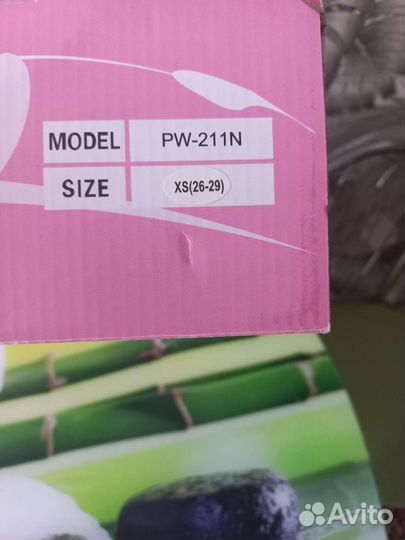 MODEL PW-211N
SIZE XS(26-29)
Avito